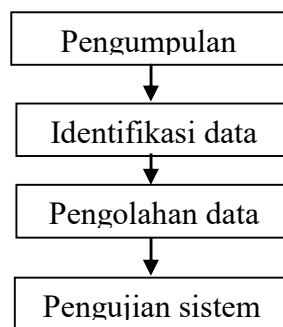 Pengumpulan
Identifikasi data
Pengolahan data
Pengujian sistem